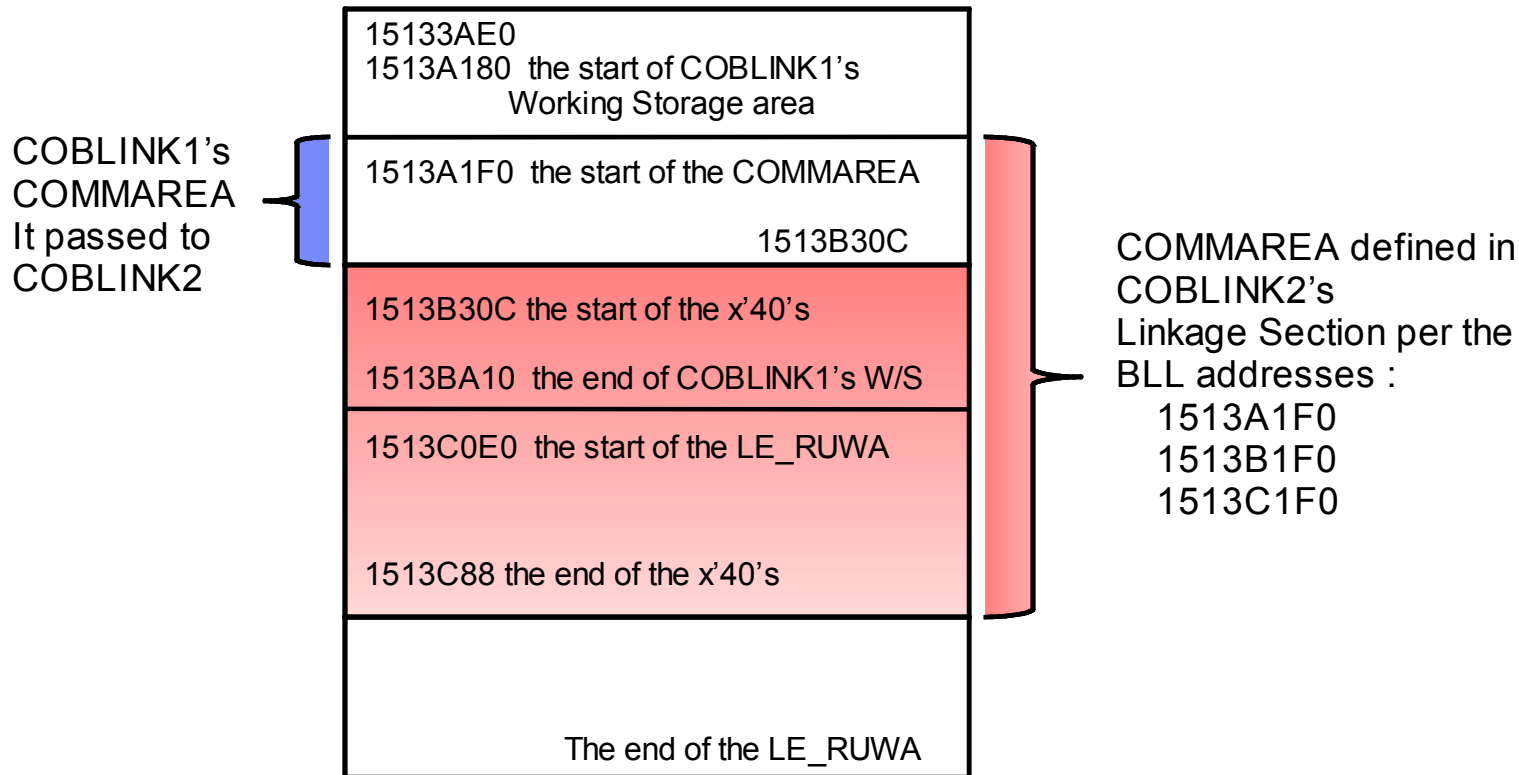 15133AE0
1513A180 the start of COBLINK1's
Working Storage area
COBLINK1's
COMMAREA
It passed to
COBLINK2
1513A1F0 the start of the COMMAREA
1513B30C
1513B30C the start of the x'40's
1513BA10 the end of COBLINK1's W/S
1513C0E0 the start of the LE_RUWA
1513C88 the end of the x'40's
The end of the LE_RUWA
COMMAREA defined in
COBLINK2's
Linkage Section per the
BLL addresses :
1513A1F0
1513B1F0
1513C1F0